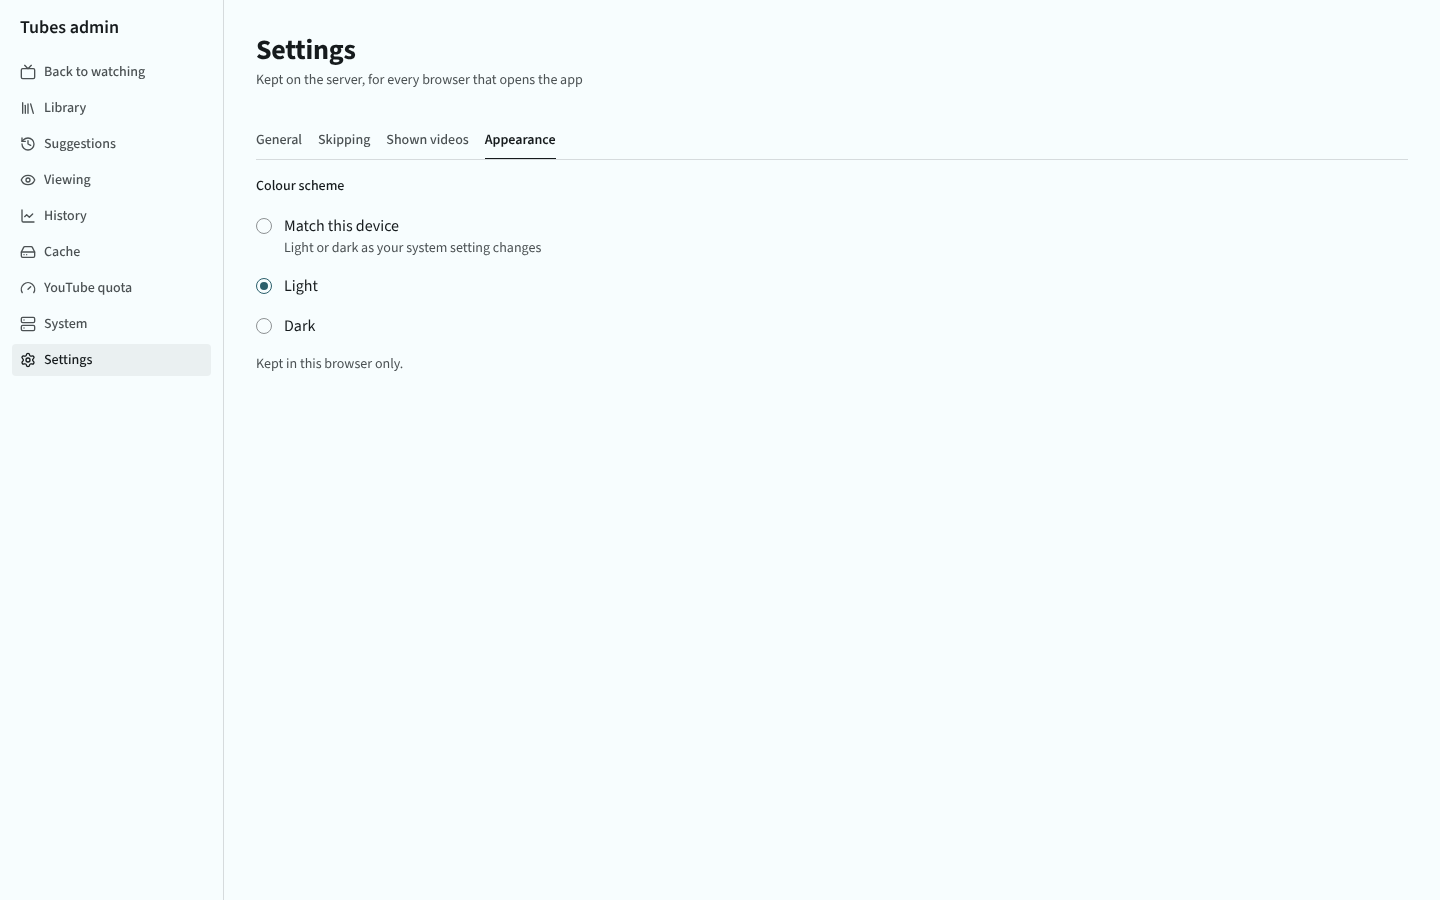 Tubes admin
Back to watching
Library
Suggestions
Viewing
History
Cache
YouTube quota
System
Settings
Settings
Kept on the server, for every browser that opens the app
General Skipping Shown videos Appearance
Colour scheme
Match this device
Light or dark as your system setting changes
Light
Dark
Kept in this browser only.